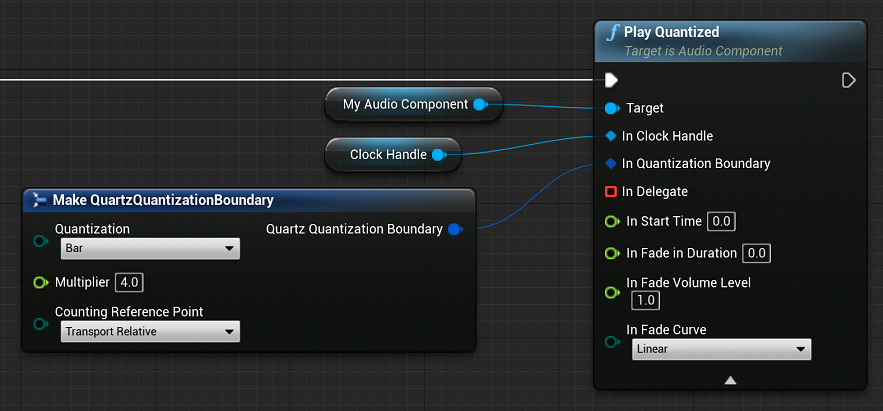 Play Quantized
Target is Audio Component
My Audio Component
Target
Clock Handle
In Clock Handle
In Quantization Boundary
In Delegate
In Start Time 0.0
In Fade in Duration 0.0
In Fade Volume Level
1.0
In Fade Curve
Linear
Make QuartzQuantizationBoundary
Quantization
Quartz Quantization Boundary
Bar
Multiplier 4.0
Counting Reference Point
Transport Relative